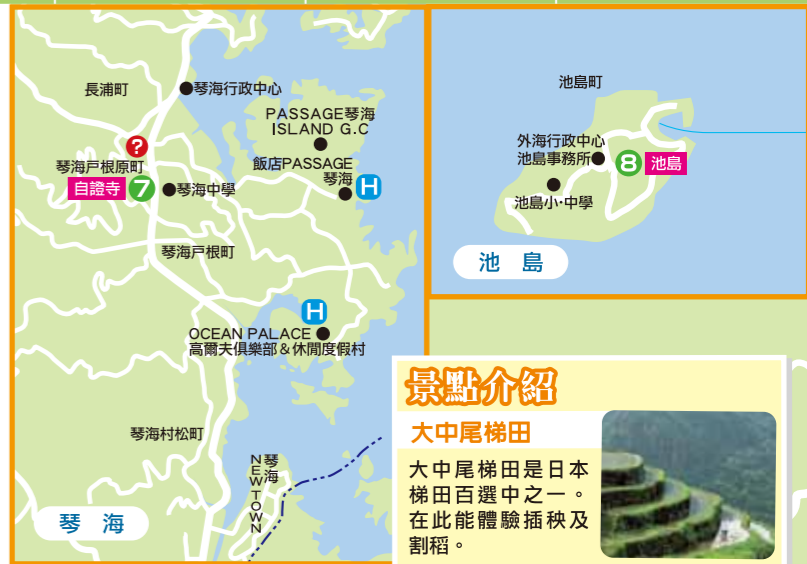 長浦町
琴海行政中心
PASSAGE琴海
ISLAND G.C
?
飯店PASSAGE
琴海
H
琴海戸根原町
自證寺
7
琴海中學
琴海戸根町
H
OCEAN PALACE
高爾夫俱樂部&休閒度假村
琴海村松町
琴海
NEW TOWN
琴 海
池島町
外海行政中心
池島事務所
8
池島
池島小・中學
池 島
景點介紹
大中尾梯田
大中尾梯田是日本
梯田百選中之一。
在此能體驗插秧及
割稻。